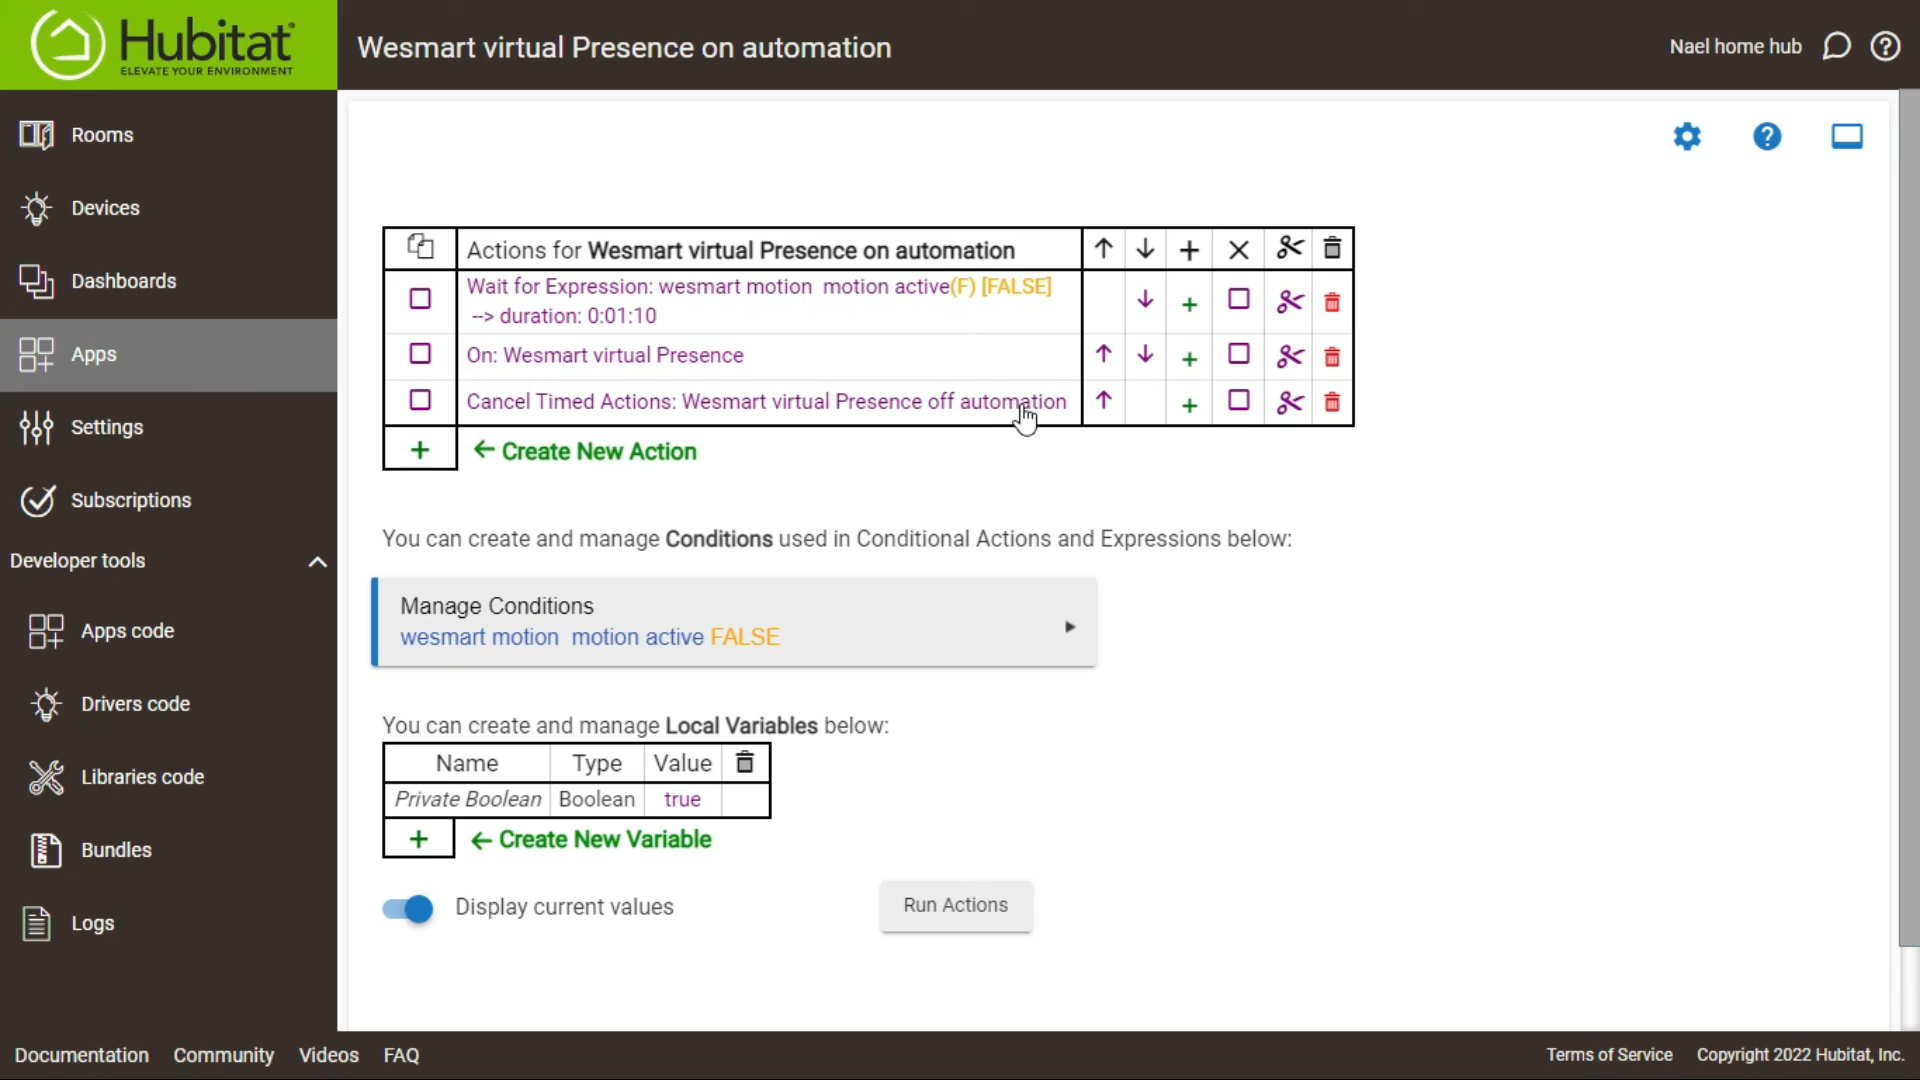 Hubitat
ELEVATE YOUR ENVIRONMENT
Wesmart virtual Presence on automation
Nael home hub
Rooms
Devices
Dashboards
Apps
Settings
Subscriptions
Developer tools
Apps code
Drivers code
Libraries code
Bundles
Logs
Actions for Wesmart virtual Presence on automation
Wait for Expression: wesmart motion motion active(F) [FALSE]
--> duration: 0:01:10
On: Wesmart virtual Presence
Cancel Timed Actions: Wesmart virtual Presence off automation
+ ← Create New Action
You can create and manage Conditions used in Conditional Actions and Expressions below:
Manage Conditions
wesmart motion motion active FALSE
You can create and manage Local Variables below:
Name Type Value
Private Boolean Boolean true
+ ← Create New Variable
Display current values
Run Actions
Documentation Community Videos FAQ
Terms of Service Copyright 2022 Hubitat, Inc.